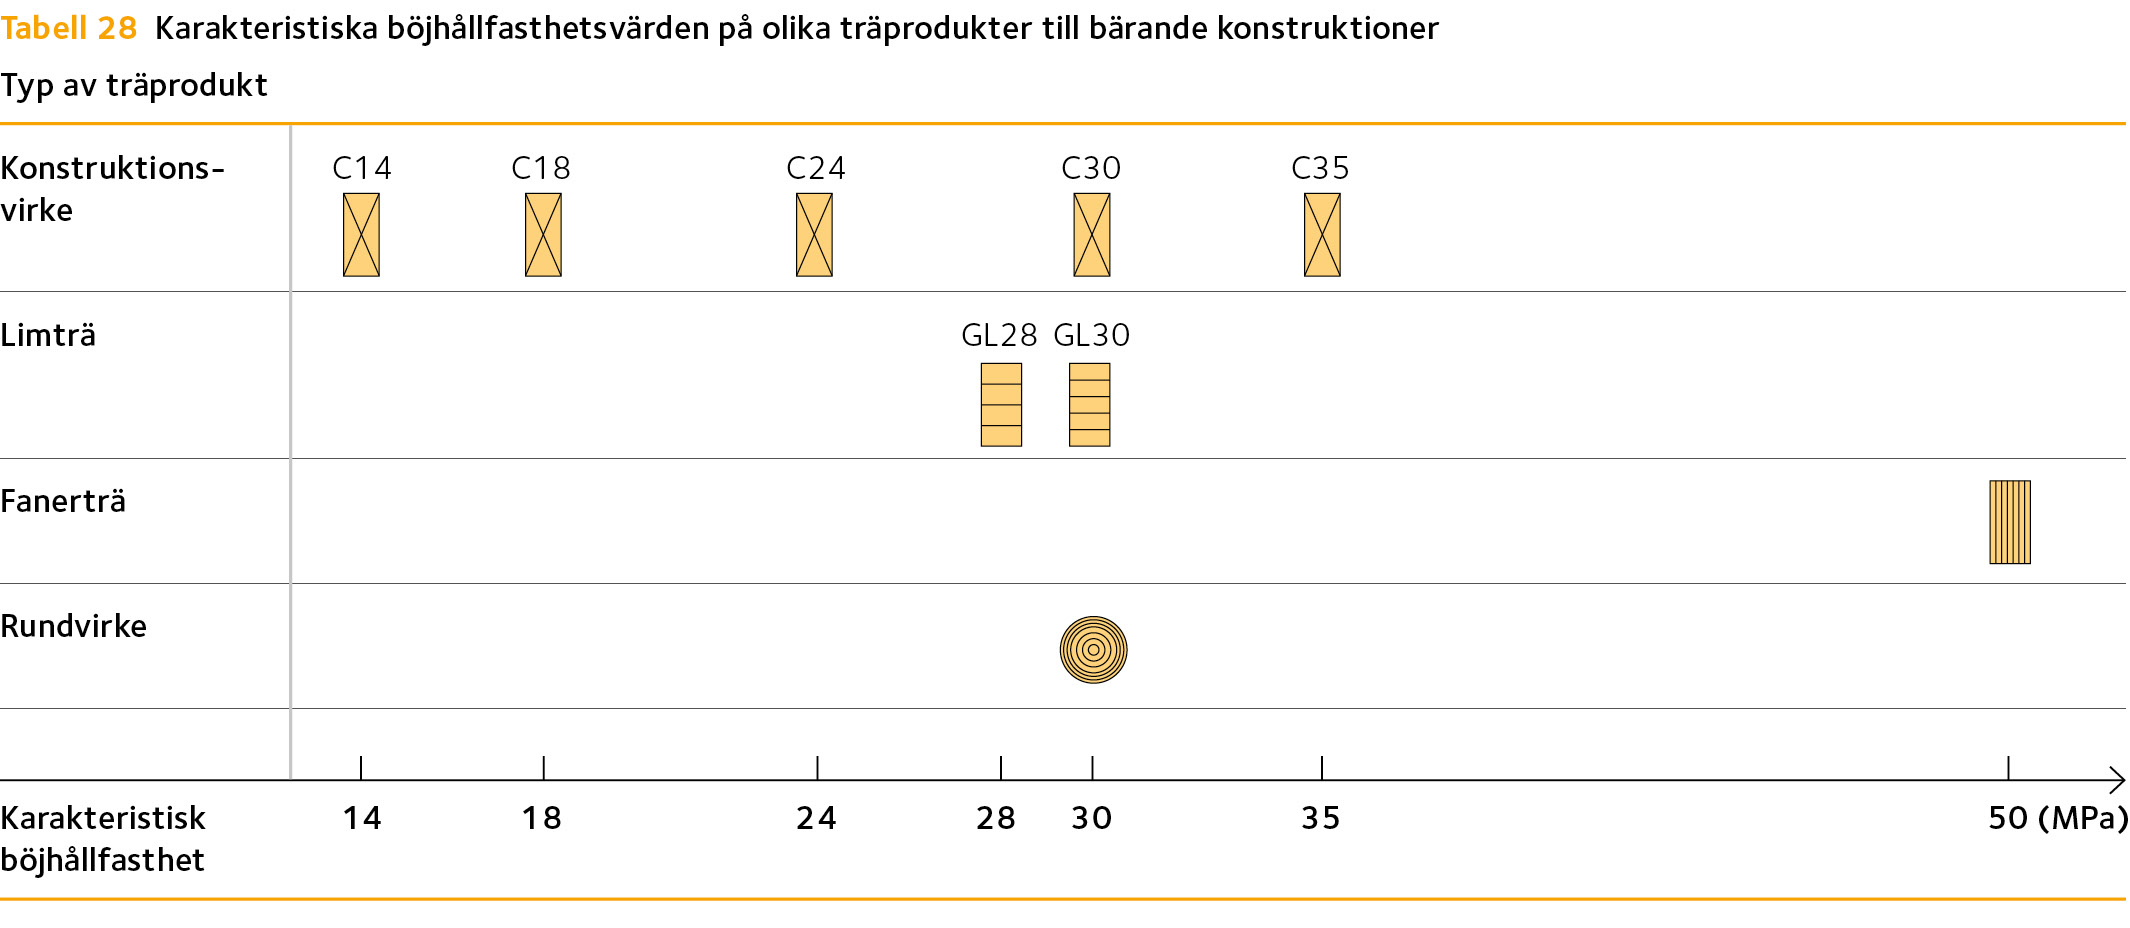 Tabell 28 Karakteristiska böjhållfasthetsvärden på olika träprodukter till bärande konstruktioner
Typ av träprodukt
Konstruktions-
virke
C14 C18 C24 C30 C35
Limträ
GL28 GL30
Fanerträ
Rundvirke
Karakteristisk
böjhållfasthet
14 18 24 28 30 35 50 (MPa)